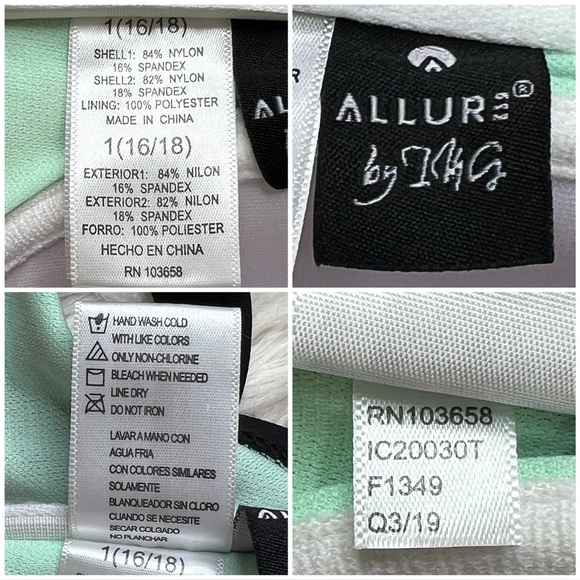 1(16/18)
SHELL1: 84% NYLON
16% SPANDEX
SHELL2: 82% NYLON
18% SPANDEX
LINING: 100% POLYESTER
MADE IN CHINA
1(16/18)
EXTERIOR1: 84% NILON
16% SPANDEX
EXTERIOR2: 82% NILON
18% SPANDEX
FORRO: 100% POLYESTER
HECHO EN CHINA
RN 103658
AL
R
ALLURE
by TMG
HAND WASH COLD
WITH LIKE COLORS
ONLY NON-CHLORINE
BLEACH WHEN NEEDED
LINE DRY
DO NOT IRON
LAVAR A MANO CON
AGUA FRIA
CON COLORES SIMILARES
SOLAMENTE
BLANQUEADOR SIN CLORO
CUANDO SE NECESITE
SECAR COLGADO
NO PLANCHAR
1(16/18)
RN103658
IC20030T
F1349
Q3/19